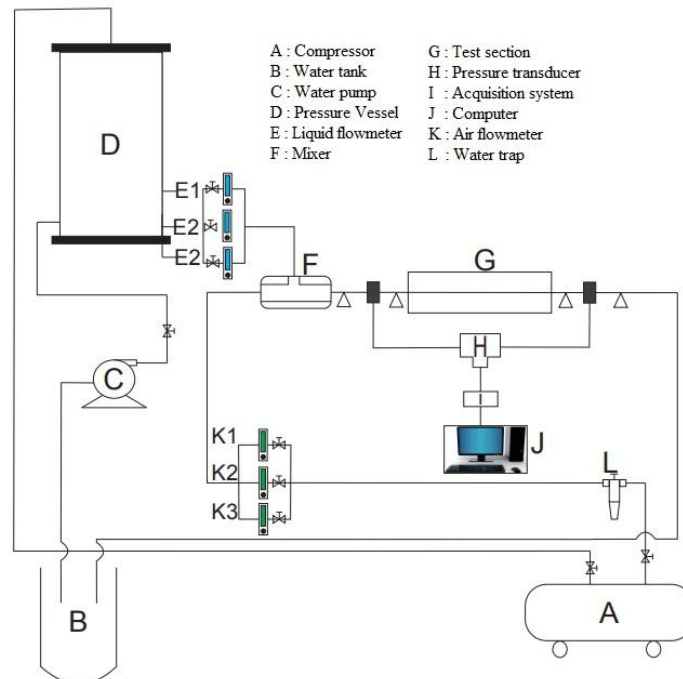 A : Compressor
B : Water tank
C : Water pump
D : Pressure Vessel
E : Liquid flowmeter
F : Mixer
G : Test section
H : Pressure transducer
I : Acquisition system
J : Computer
K : Air flowmeter
L : Water trap
D
E1
E2
E2
F
G
H
I
J
C
K1
K2
K3
L
B
A